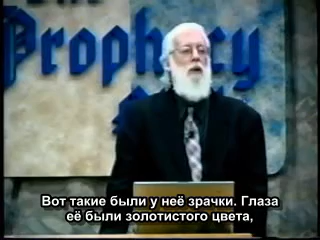 Prophecy
Вот такие были у неё зрачки. Глаза
её были золотистого цвета,